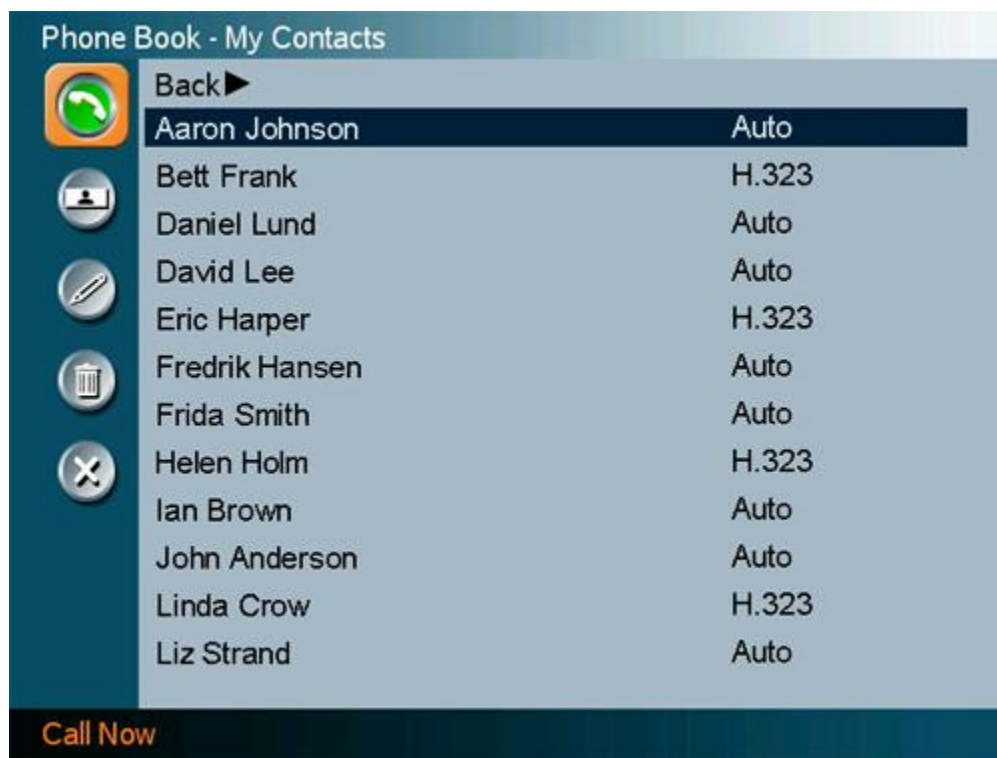 Phone Book - My Contacts
Back►
Aaron Johnson Auto
Bett Frank H.323
Daniel Lund Auto
David Lee Auto
Eric Harper H.323
Fredrik Hansen Auto
Frida Smith Auto
Helen Holm H.323
Ian Brown Auto
John Anderson Auto
Linda Crow H.323
Liz Strand Auto
Call Now